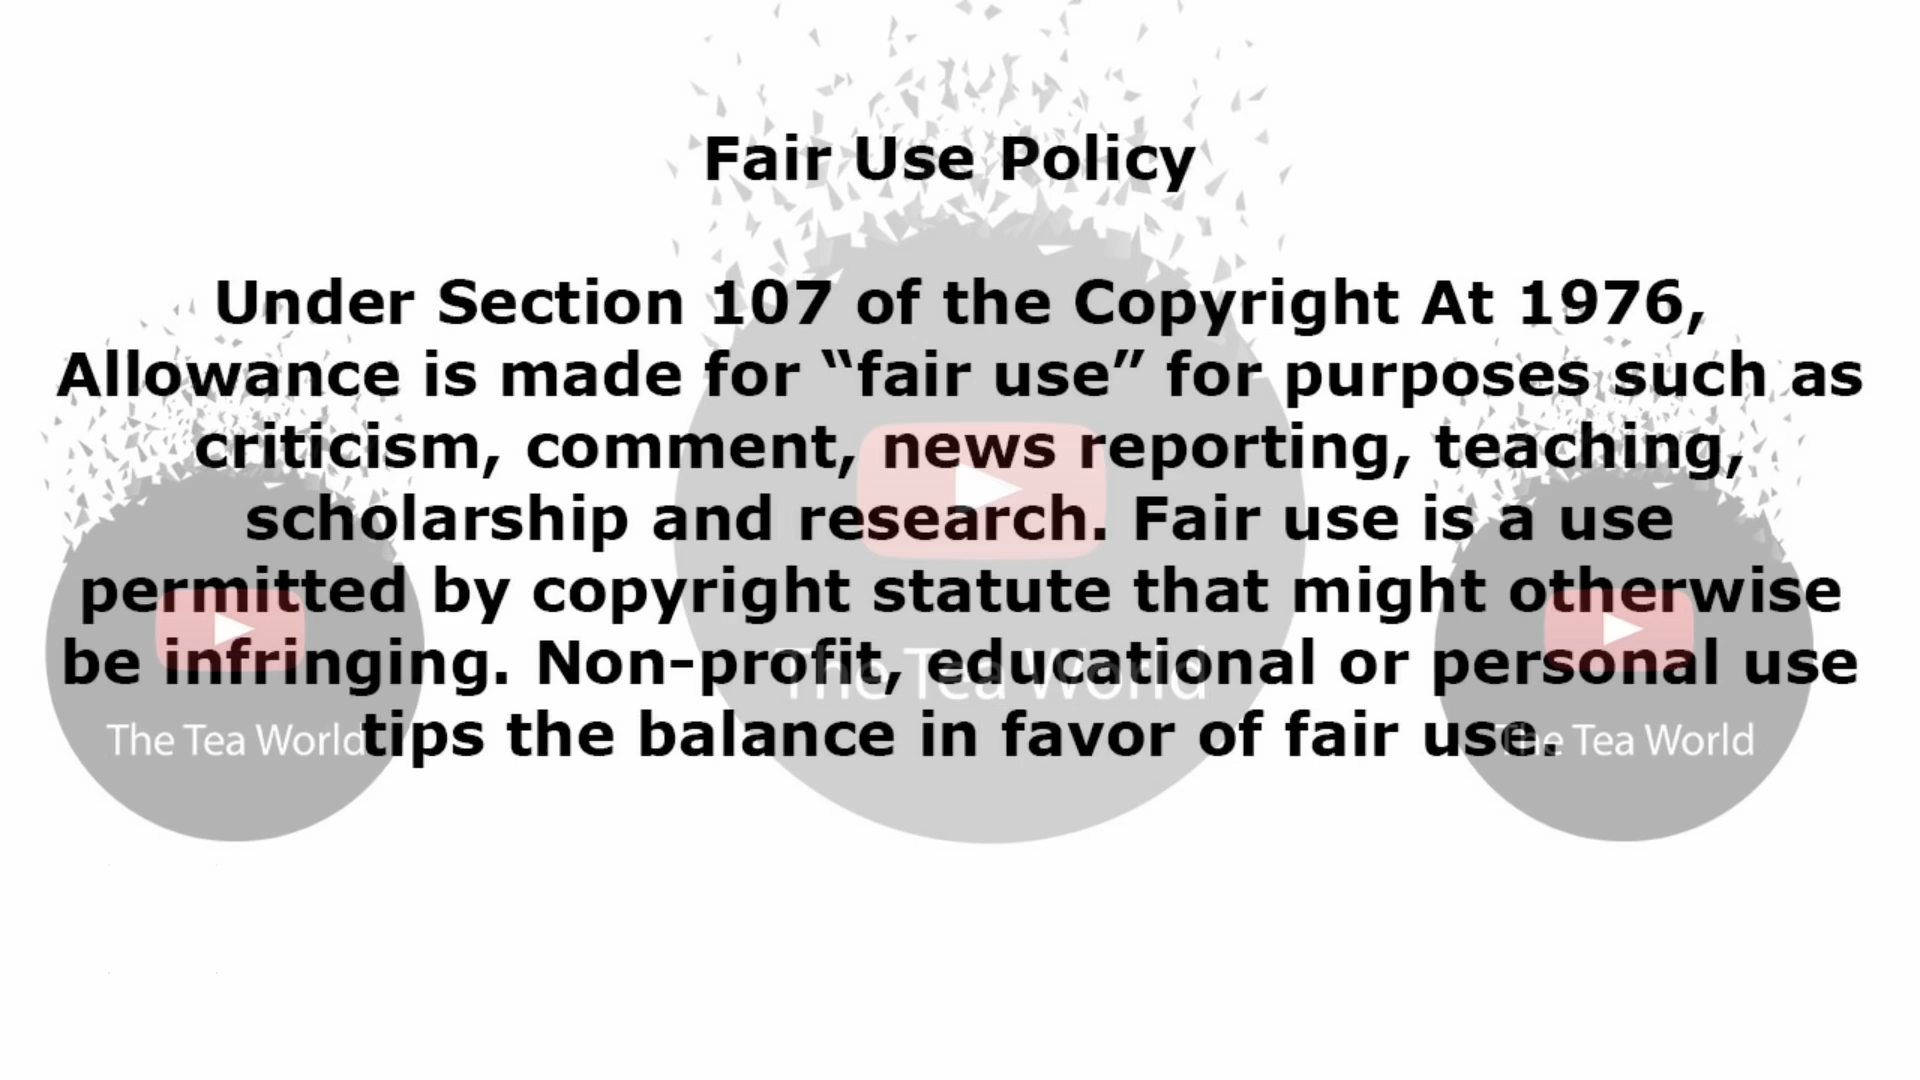 Fair Use Policy
Under Section 107 of the Copyright At 1976,
Allowance is made for “fair use” for purposes such as
criticism, comment, news reporting, teaching,
scholarship and research. Fair use is a use
permitted by copyright statute that might otherwise
be infringing. Non-profit, educational or personal use
tips the balance in favor of fair use.
The Tea World
The Tea World
The Tea World